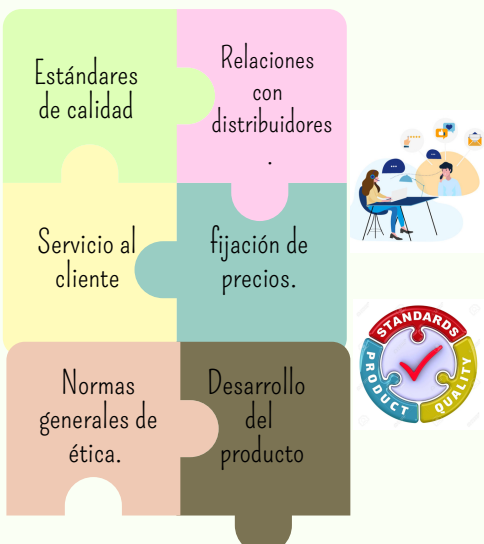 Estándares
de calidad
Relaciones
con
distribuidores
.
Servicio al
cliente
fijación de
precios.
Normas
generales de
ética.
Desarrollo
del
producto
STANDARDS
PRODUCT
QUALITY